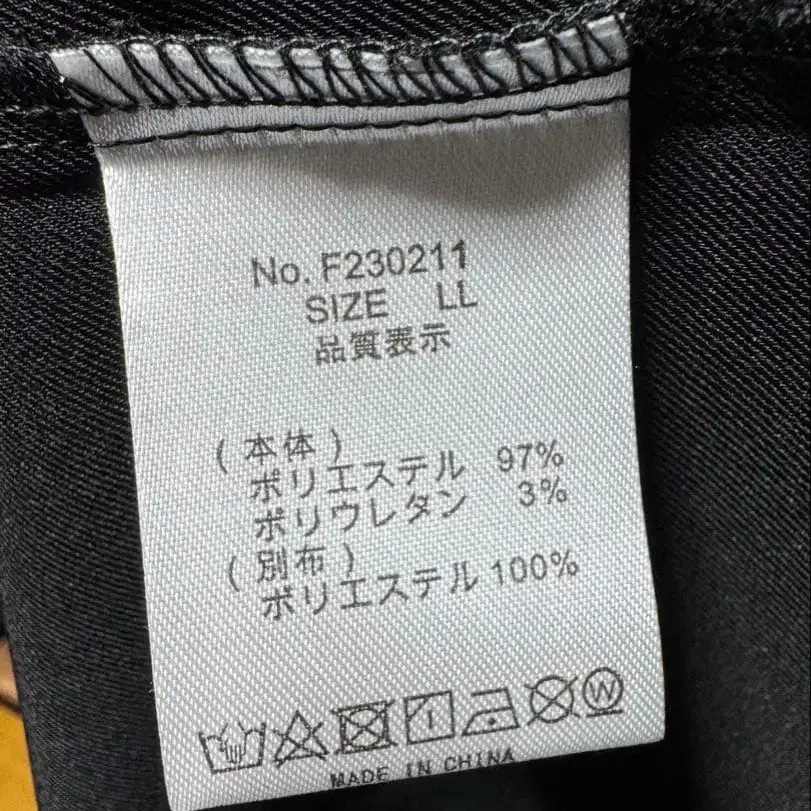 No. F230211
SIZE LL
品質表示
(本体)
ポリエステル 97%
ポリウレタン 3%
(別布)
ポリエステル 100%
W
MADE IN CHINA